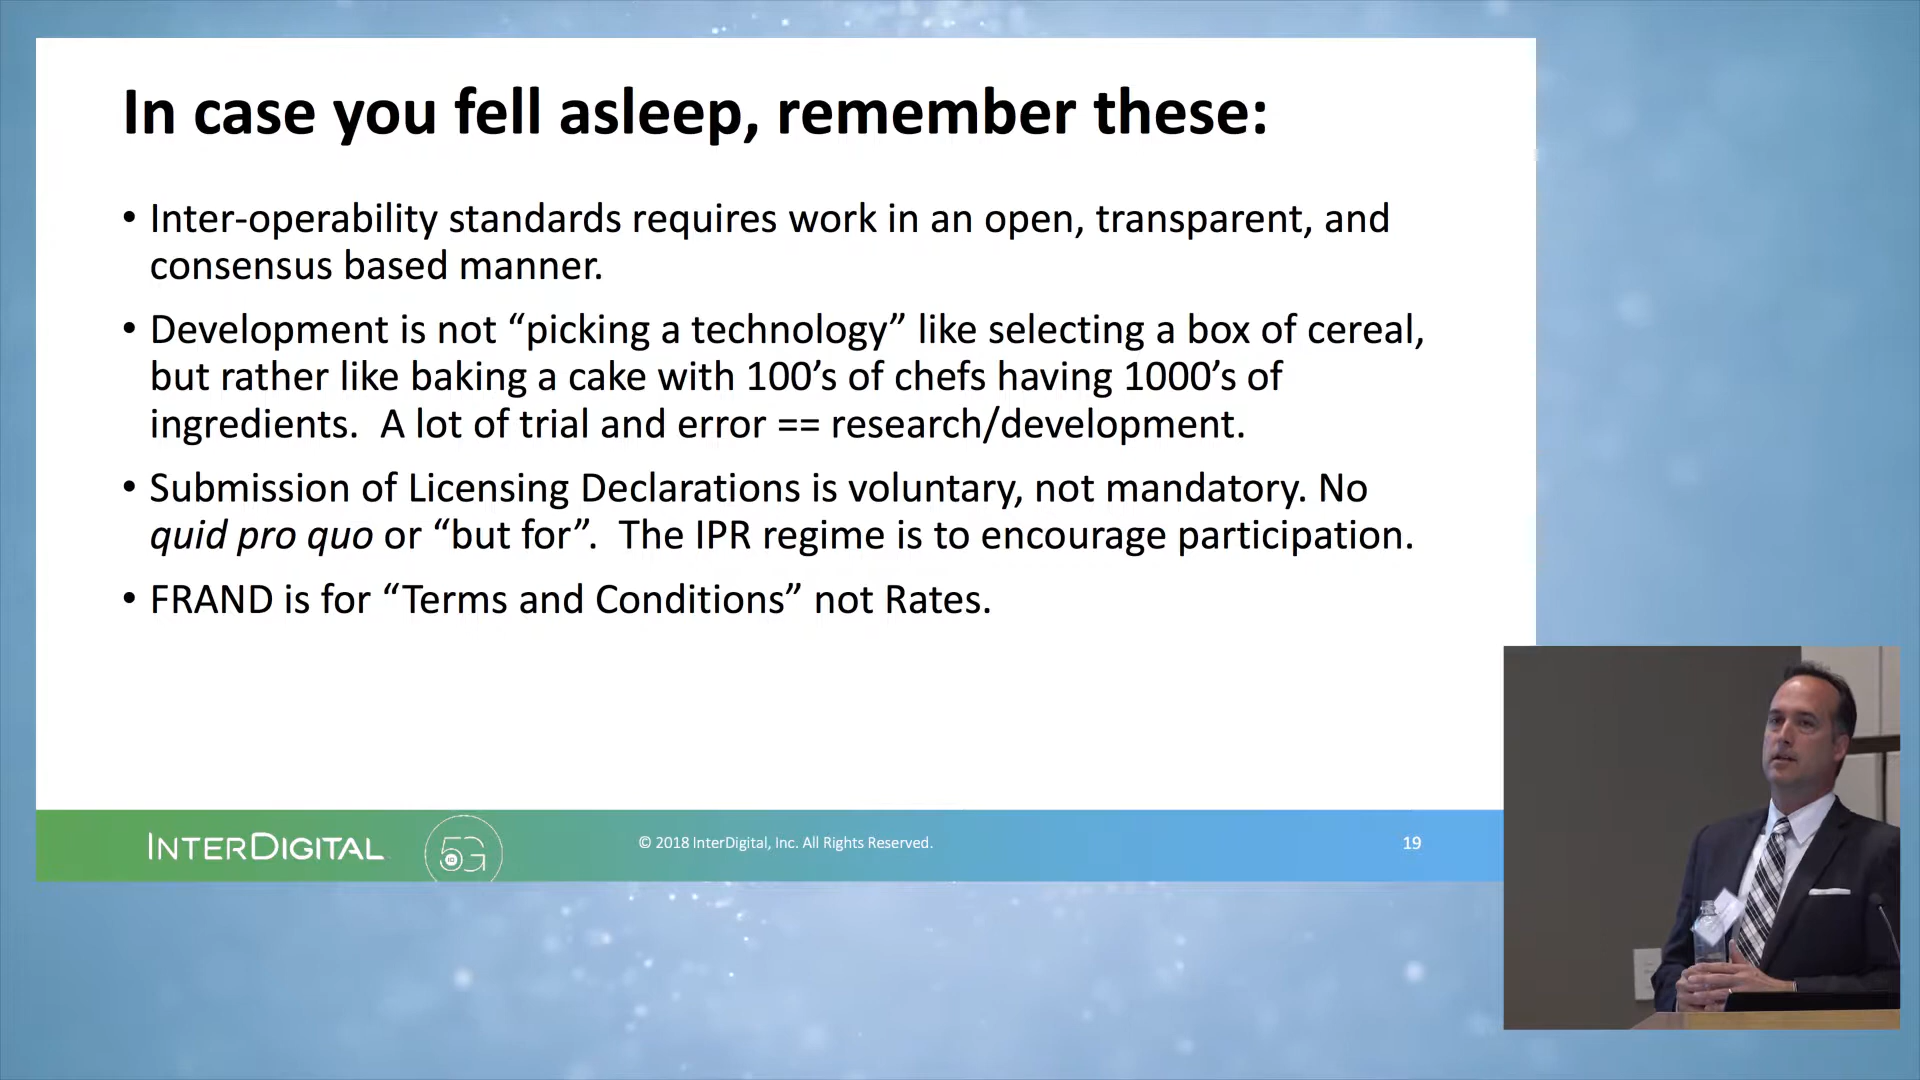 In case you fell asleep, remember these:
• Inter-operability standards requires work in an open, transparent, and
consensus based manner.
• Development is not “picking a technology” like selecting a box of cereal,
but rather like baking a cake with 100’s of chefs having 1000’s of
ingredients.  A lot of trial and error == research/development.
• Submission of Licensing Declarations is voluntary, not mandatory. No
quid pro quo or “but for”.  The IPR regime is to encourage participation.
• FRAND is for “Terms and Conditions” not Rates.
INTERDIGITAL
5G
© 2018 InterDigital, Inc. All Rights Reserved.
19